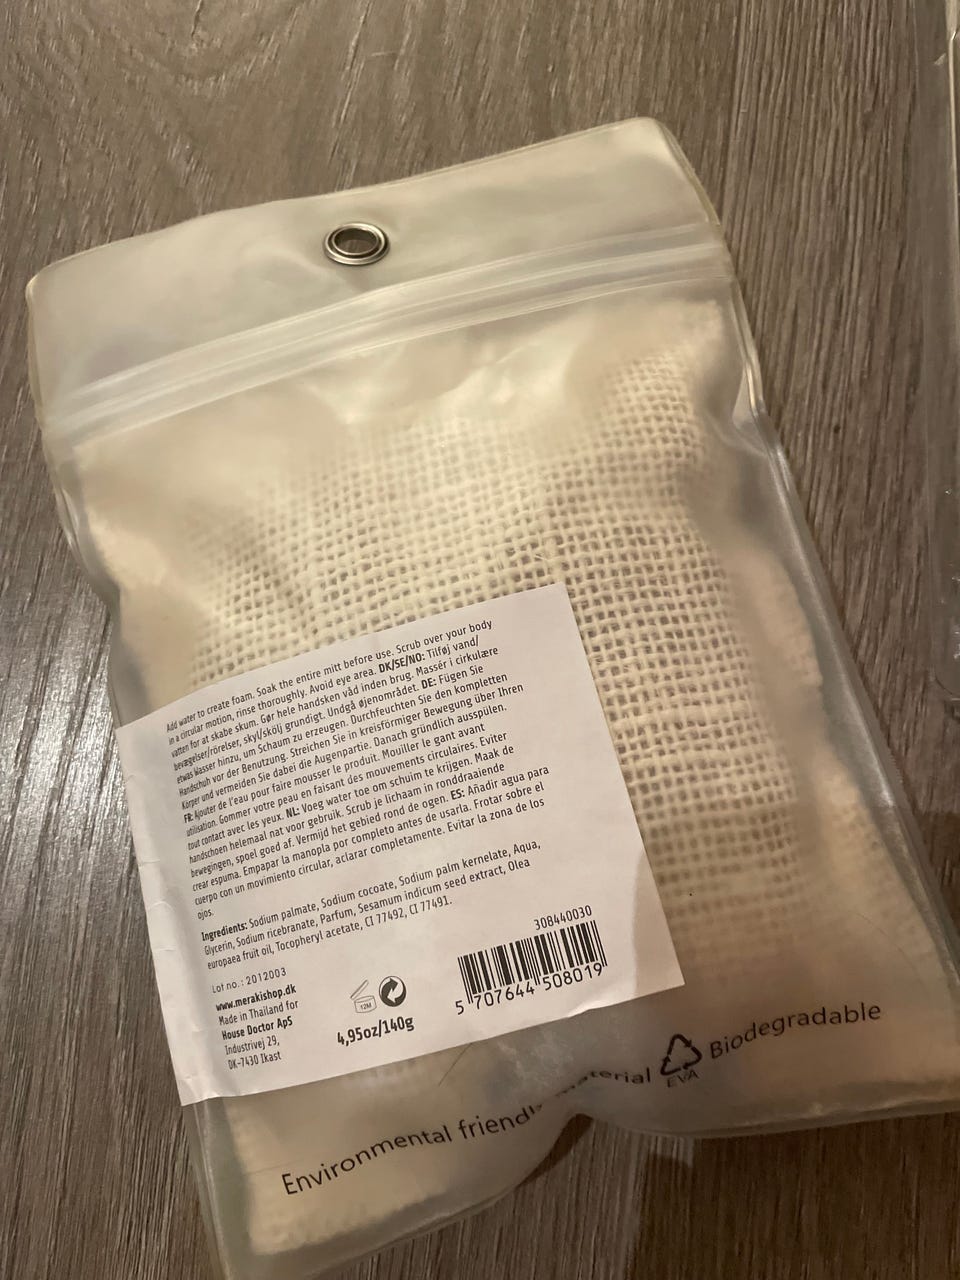 Add water to create foam. Soak the entire mitt before use. Scrub over your body
in a circular motion, rinse thoroughly. Avoid eye area. DK/SE/NO: Tilføj vand/
vatten for at skabe skum. Gør hele handsken våd inden brug. Massér i cirkulære
bevægelser/rörelser, skyl/skölj grundigt. Undgå øjenområdet. DE: Fügen Sie
etwas Wasser hinzu, um Schaum zu erzeugen. Durchfeuchten Sie den kompletten
Handschuh vor der Benutzung. Streichen Sie in kreisförmiger Bewegung über Ihren
Körper und vermeiden Sie dabei die Augenpartie. Danach gründlich ausspülen.
FR: Ajouter de l'eau pour faire mousser le produit. Mouiller le gant avant
utilisation. Gommer votre peau en faisant des mouvements circulaires. Eviter
tout contact avec les yeux. NL: Voeg water toe om schuim te krijgen. Maak de
handschoen helemaal nat voor gebruik. Scrub je lichaam in ronddraaiende
bewegingen, spoel goed af. Vermijd het gebied rond de ogen. ES: Añadir agua para
crear espuma. Empapar la manopla por completo antes de usarla. Frotar sobre el
cuerpo con un movimiento circular, aclarar completamente. Evitar la zona de los
ojos.
Ingredients: Sodium palmate, Sodium cocoate, Sodium palm kernelate, Aqua,
Glycerin, Sodium ricebranate, Parfum, Sesamum indicum seed extract, Olea
europaea fruit oil, Tocopheryl acetate, CI 77492, CI 77491.
Lot no.: 2012003
www.merakishop.dk
Made in Thailand for
House Doctor ApS
Industrivej 29,
DK-7430 Ikast
12M
4,95oz/140g
308440030
5 707644 508019
Environmental friendly material EVA Biodegradable